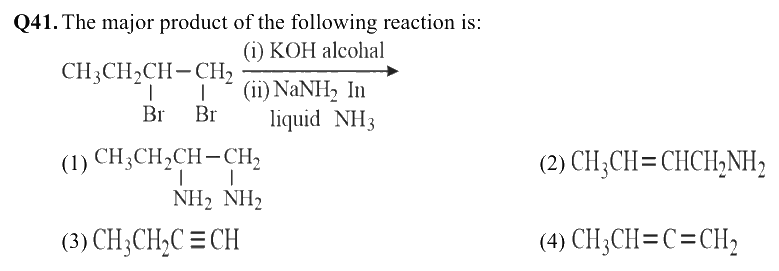 Q41. The major product of the following reaction is:
(i) KOH alcohal
CH₃CH₂CH－CH₂
(ii) NaNH₂ In
Br Br liquid NH₃
(1) CH₃CH₂CH－CH₂
NH₂ NH₂
(2) CH₃CH=CHCH₂NH₂
(3) CH₃CH₂C≡CH
(4) CH₃CH=C=CH₂